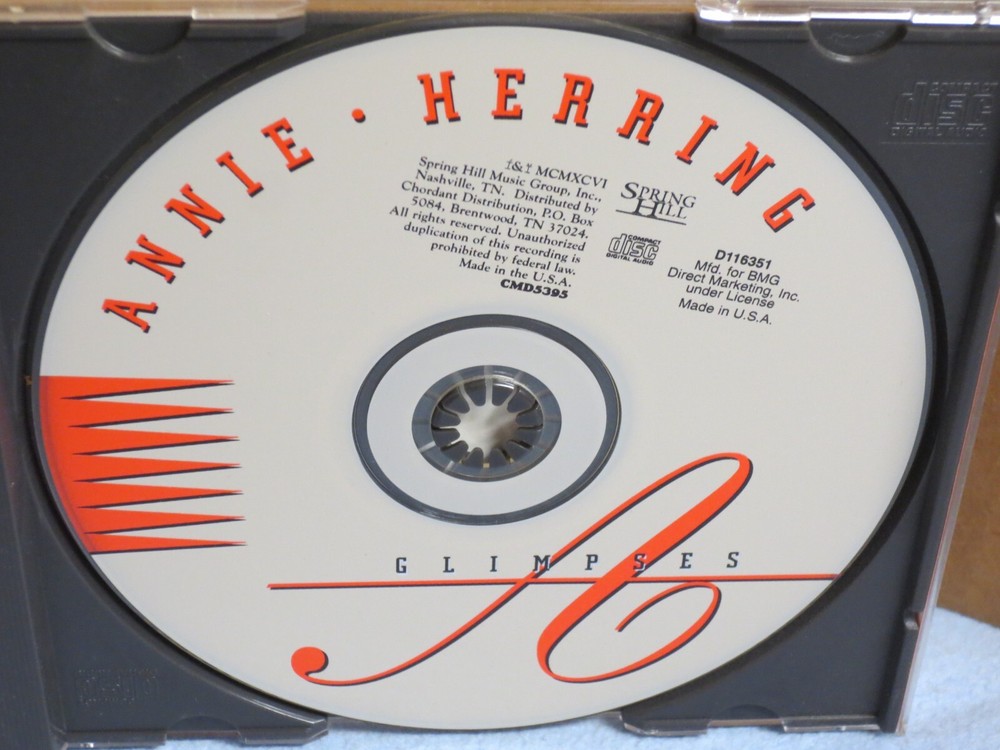 ANNIE • HERRING
℗&© MCMXCVI
Spring Hill Music Group, Inc.,
Nashville, TN. Distributed by
Chordant Distribution, P.O. Box
5084, Brentwood, TN 37024.
All rights reserved. Unauthorized
duplication of this recording is
prohibited by federal law.
Made in the U.S.A.
CMD5395
SPRING
HILL
COMPACT
disc
DIGITAL AUDIO
D116351
Mfd. for BMG
Direct Marketing, Inc.
under License
Made in U.S.A.
GLIMPSES
COMPACT
disc
DIGITAL AUDIO